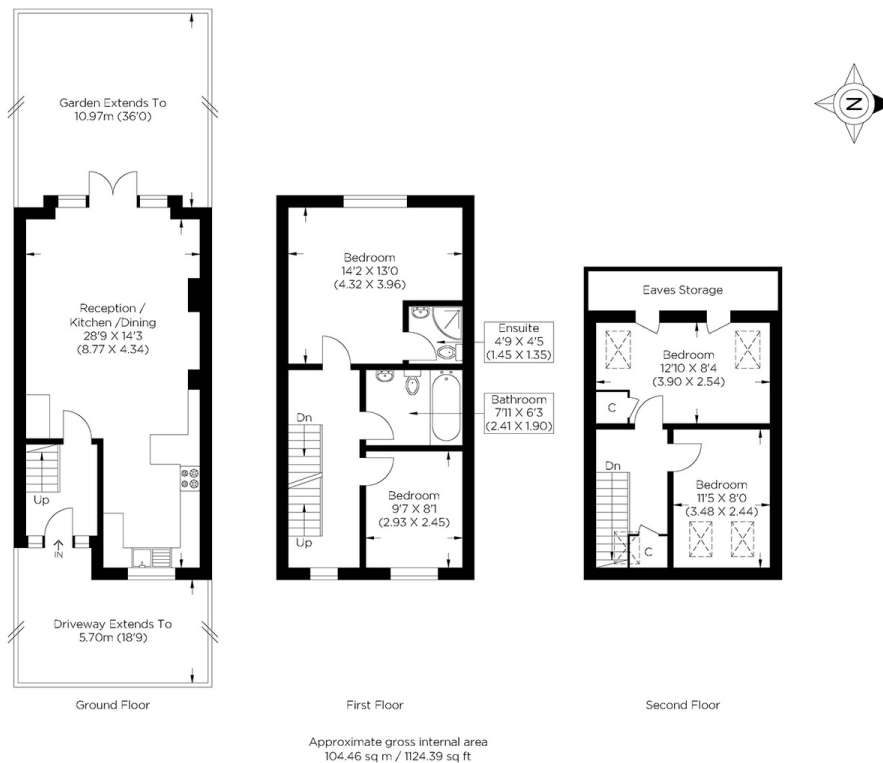 Garden Extends To
10.97m (36'0)
N
Reception /
Kitchen /Dining
28'9 X 14'3
(8.77 X 4.34)
Up
IN
Driveway Extends To
5.70m (18'9)
Ground Floor
Bedroom
14'2 X 13'0
(4.32 X 3.96)
Ensuite
4'9 X 4'5
(1.45 X 1.35)
Bathroom
7'11 X 6'3
(2.41 X 1.90)
Dn
Up
Bedroom
9'7 X 8'1
(2.93 X 2.45)
First Floor
Eaves Storage
Bedroom
12'10 X 8'4
(3.90 X 2.54)
C
Dn
Bedroom
11'5 X 8'0
(3.48 X 2.44)
C
Second Floor
Approximate gross internal area
104.46 sq m / 1124.39 sq ft